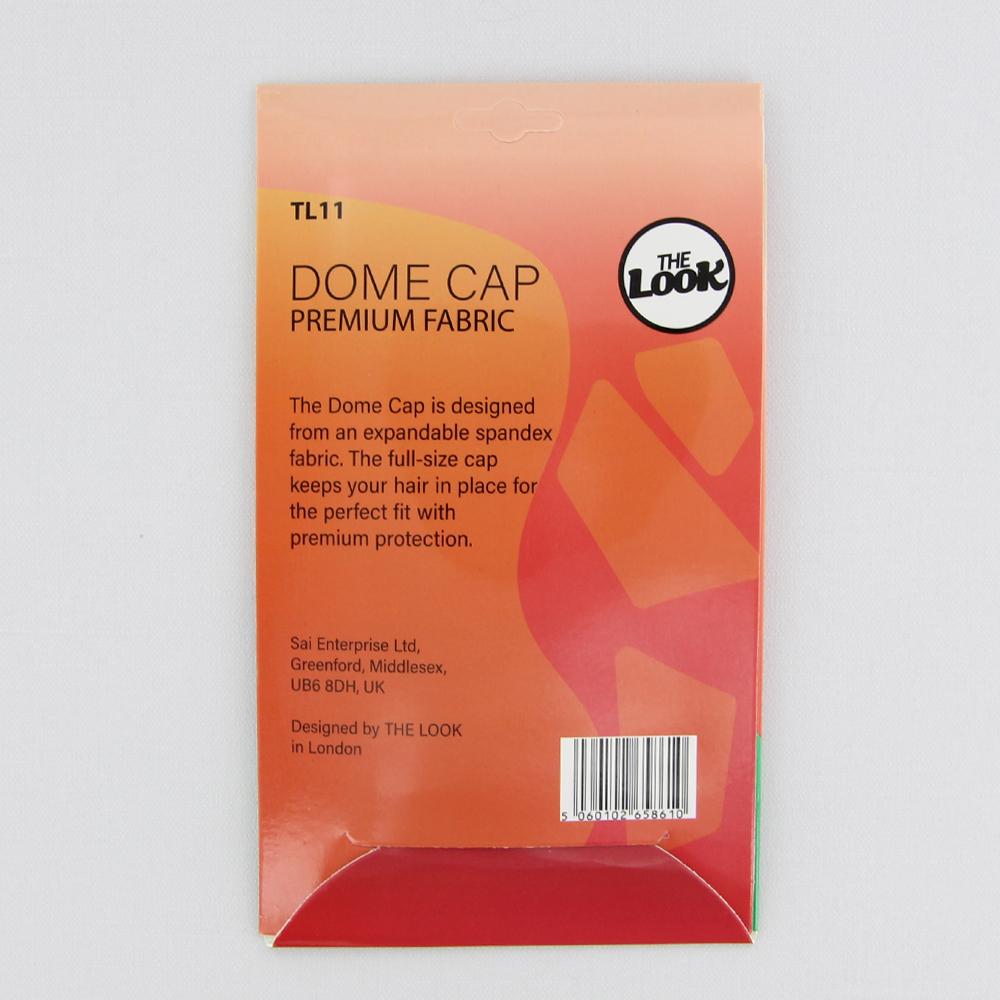 TL11
THE
LOOK
DOME CAP
PREMIUM FABRIC
The Dome Cap is designed
from an expandable spandex
fabric. The full-size cap
keeps your hair in place for
the perfect fit with
premium protection.
Sai Enterprise Ltd,
Greenford, Middlesex,
UB6 8DH, UK
Designed by THE LOOK
in London
5 060102 658610